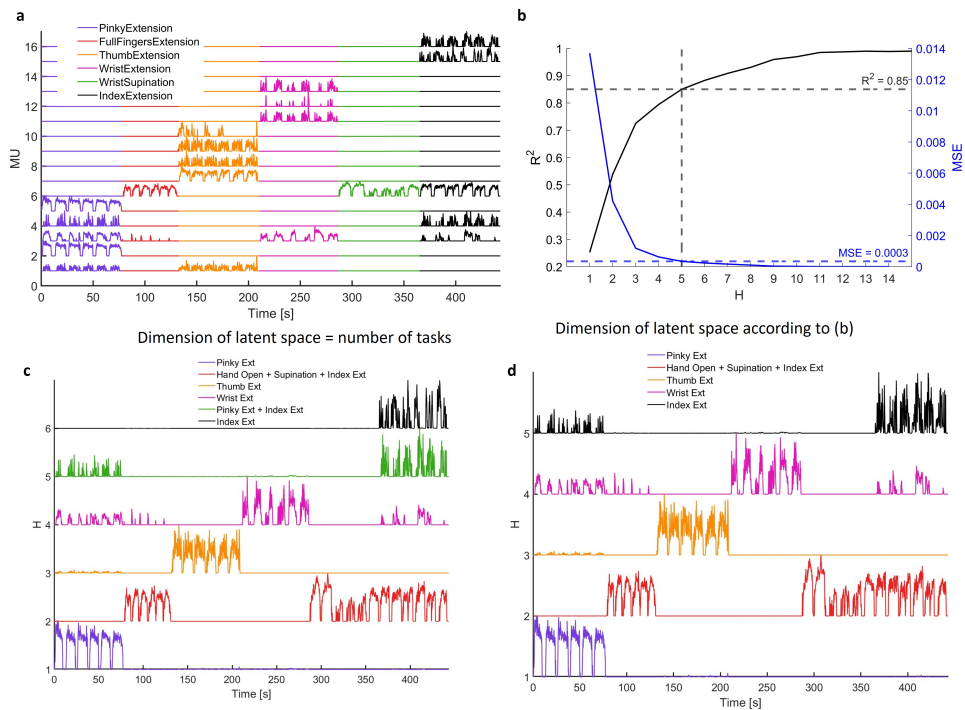 a
PinkyExtension
FullFingersExtension
ThumbExtension
WristExtension
WristSupination
IndexExtension
16
14
12
10
8
6
4
2
0
MU
0 50 100 150 200 250 300 350 400
Time [s]
b
1
0.9
0.8
0.7
0.6
0.5
0.4
0.3
0.2
R²
R² = 0.85
MSE = 0.0003
0.014
0.012
0.01
0.008
0.006
0.004
0.002
0
MSE
1 2 3 4 5 6 7 8 9 10 11 12 13 14
H
Dimension of latent space = number of tasks
Dimension of latent space according to (b)
c
Pinky Ext
Hand Open + Supination + Index Ext
Thumb Ext
Wrist Ext
Pinky Ext + Index Ext
Index Ext
6
5
4
3
2
1
H
0 50 100 150 200 250 300 350 400
Time [s]
d
Pinky Ext
Hand Open + Supination + Index Ext
Thumb Ext
Wrist Ext
Index Ext
5
4
3
2
1
H
0 50 100 150 200 250 300 350 400
Time [s]